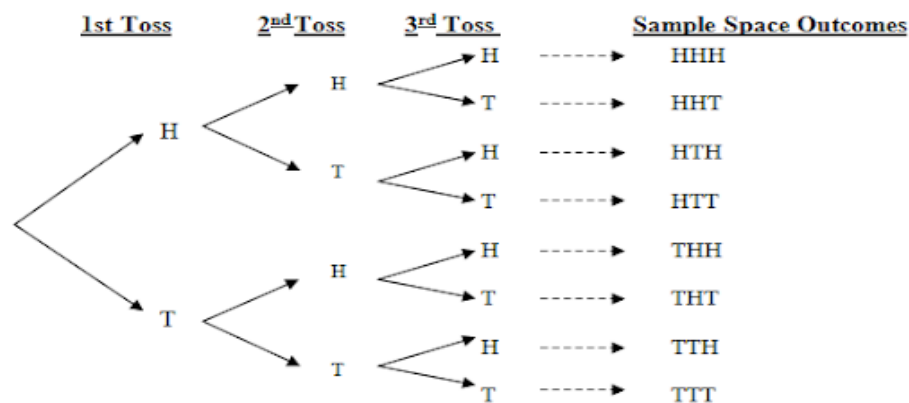 1st Toss 2nd Toss 3rd Toss Sample Space Outcomes
H HHH
H
T HHT
H
H HTH
T
T HTT
H THH
H
T THT
T
H TTH
T
T TTT